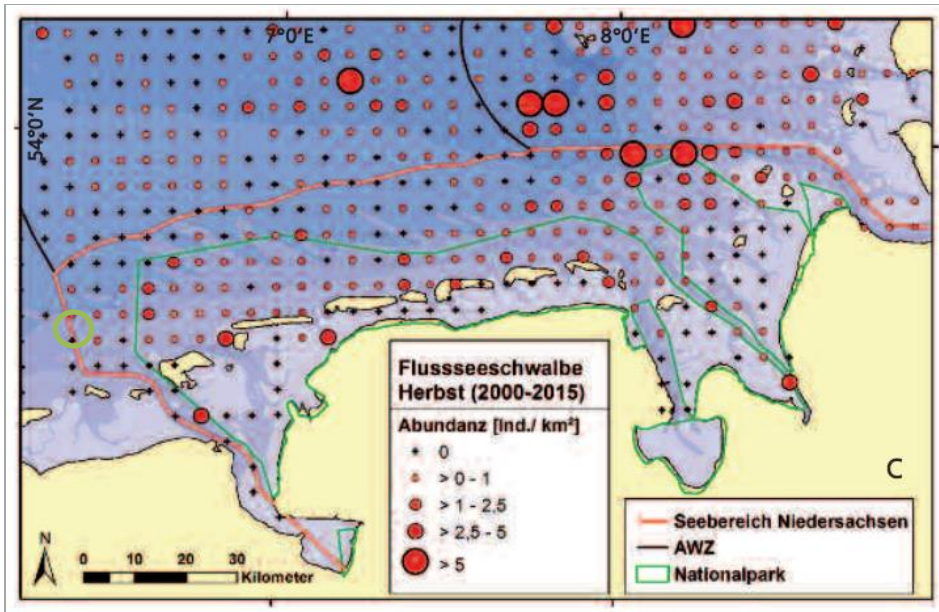 7°0'E
8°0'E
54°0'N
Flussseeschwalbe
Herbst (2000-2015)
Abundanz [Ind./ km²]
0
> 0 - 1
> 1 - 2,5
> 2,5 - 5
> 5
C
Seebereich Niedersachsen
AWZ
Nationalpark
N
0 5 10 20 30
Kilometer